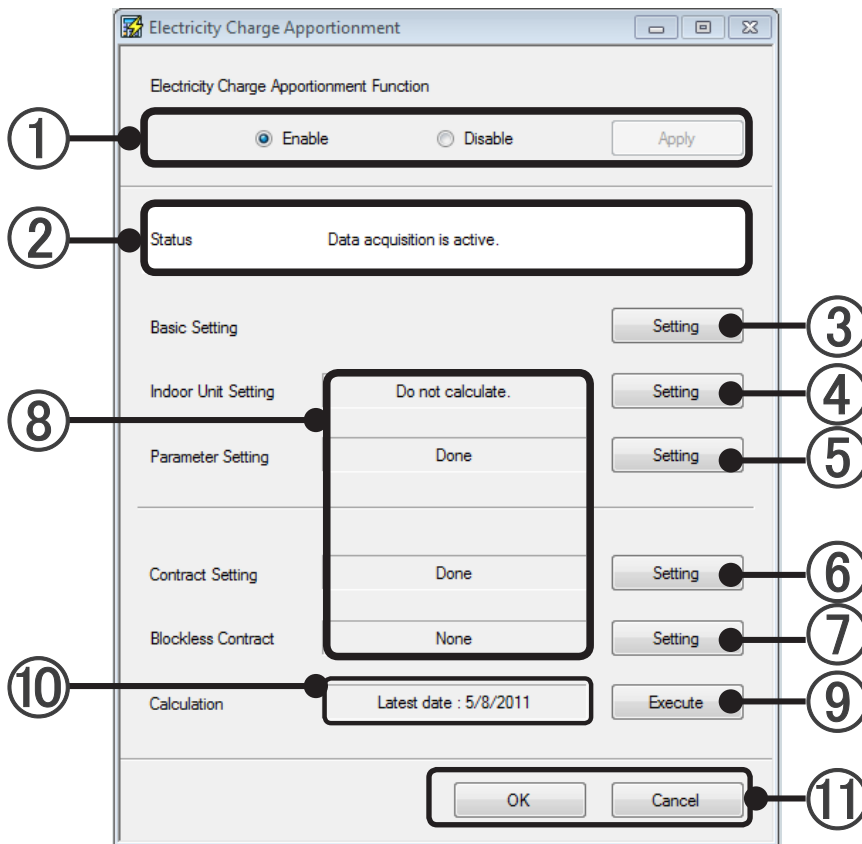 Electricity Charge Apportionment
Electricity Charge Apportionment Function
① Enable Disable Apply
② Status Data acquisition is active.
Basic Setting Setting ③
Indoor Unit Setting Do not calculate. Setting ④
⑧
Parameter Setting Done Setting ⑤
Contract Setting Done Setting ⑥
Blockless Contract None Setting ⑦
⑩ Calculation Latest date : 5/8/2011 Execute ⑨
OK Cancel ⑪